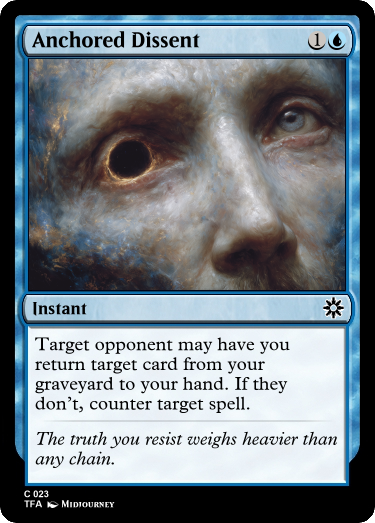 Anchored Dissent 1
Instant
Target opponent may have you
return target card from your
graveyard to your hand. If they
don't, counter target spell.
The truth you resist weighs heavier than
any chain.
C 023
TFA Midjourney